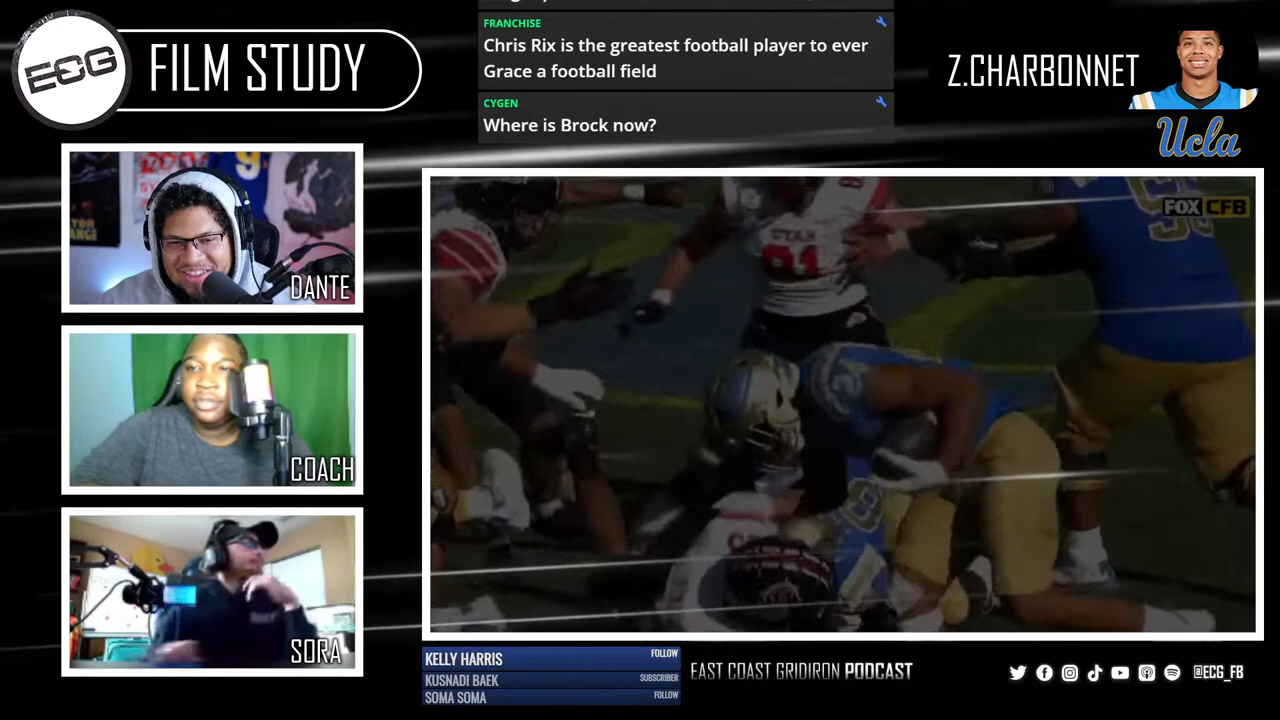 ECG
FILM STUDY
FRANCHISE
Chris Rix is the greatest football player to ever
Grace a football field
CYGEN
Where is Brock now?
Z.CHARBONNET
Ucla
DANTE
COACH
SORA
FOX CFB
UTAH
81
KELLY HARRIS FOLLOW
KUSNADI BAEK SUBSCRIBER
SOMA SOMA FOLLOW
EAST COAST GRIDIRON PODCAST
@ECG_FB